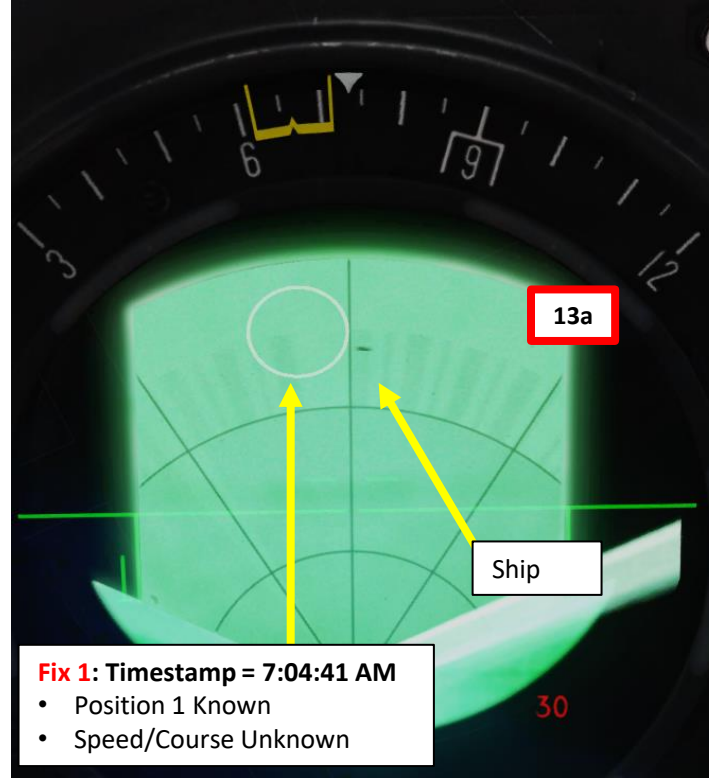 3
6
9
12
13a
Ship
Fix 1: Timestamp = 7:04:41 AM
• Position 1 Known
• Speed/Course Unknown
30